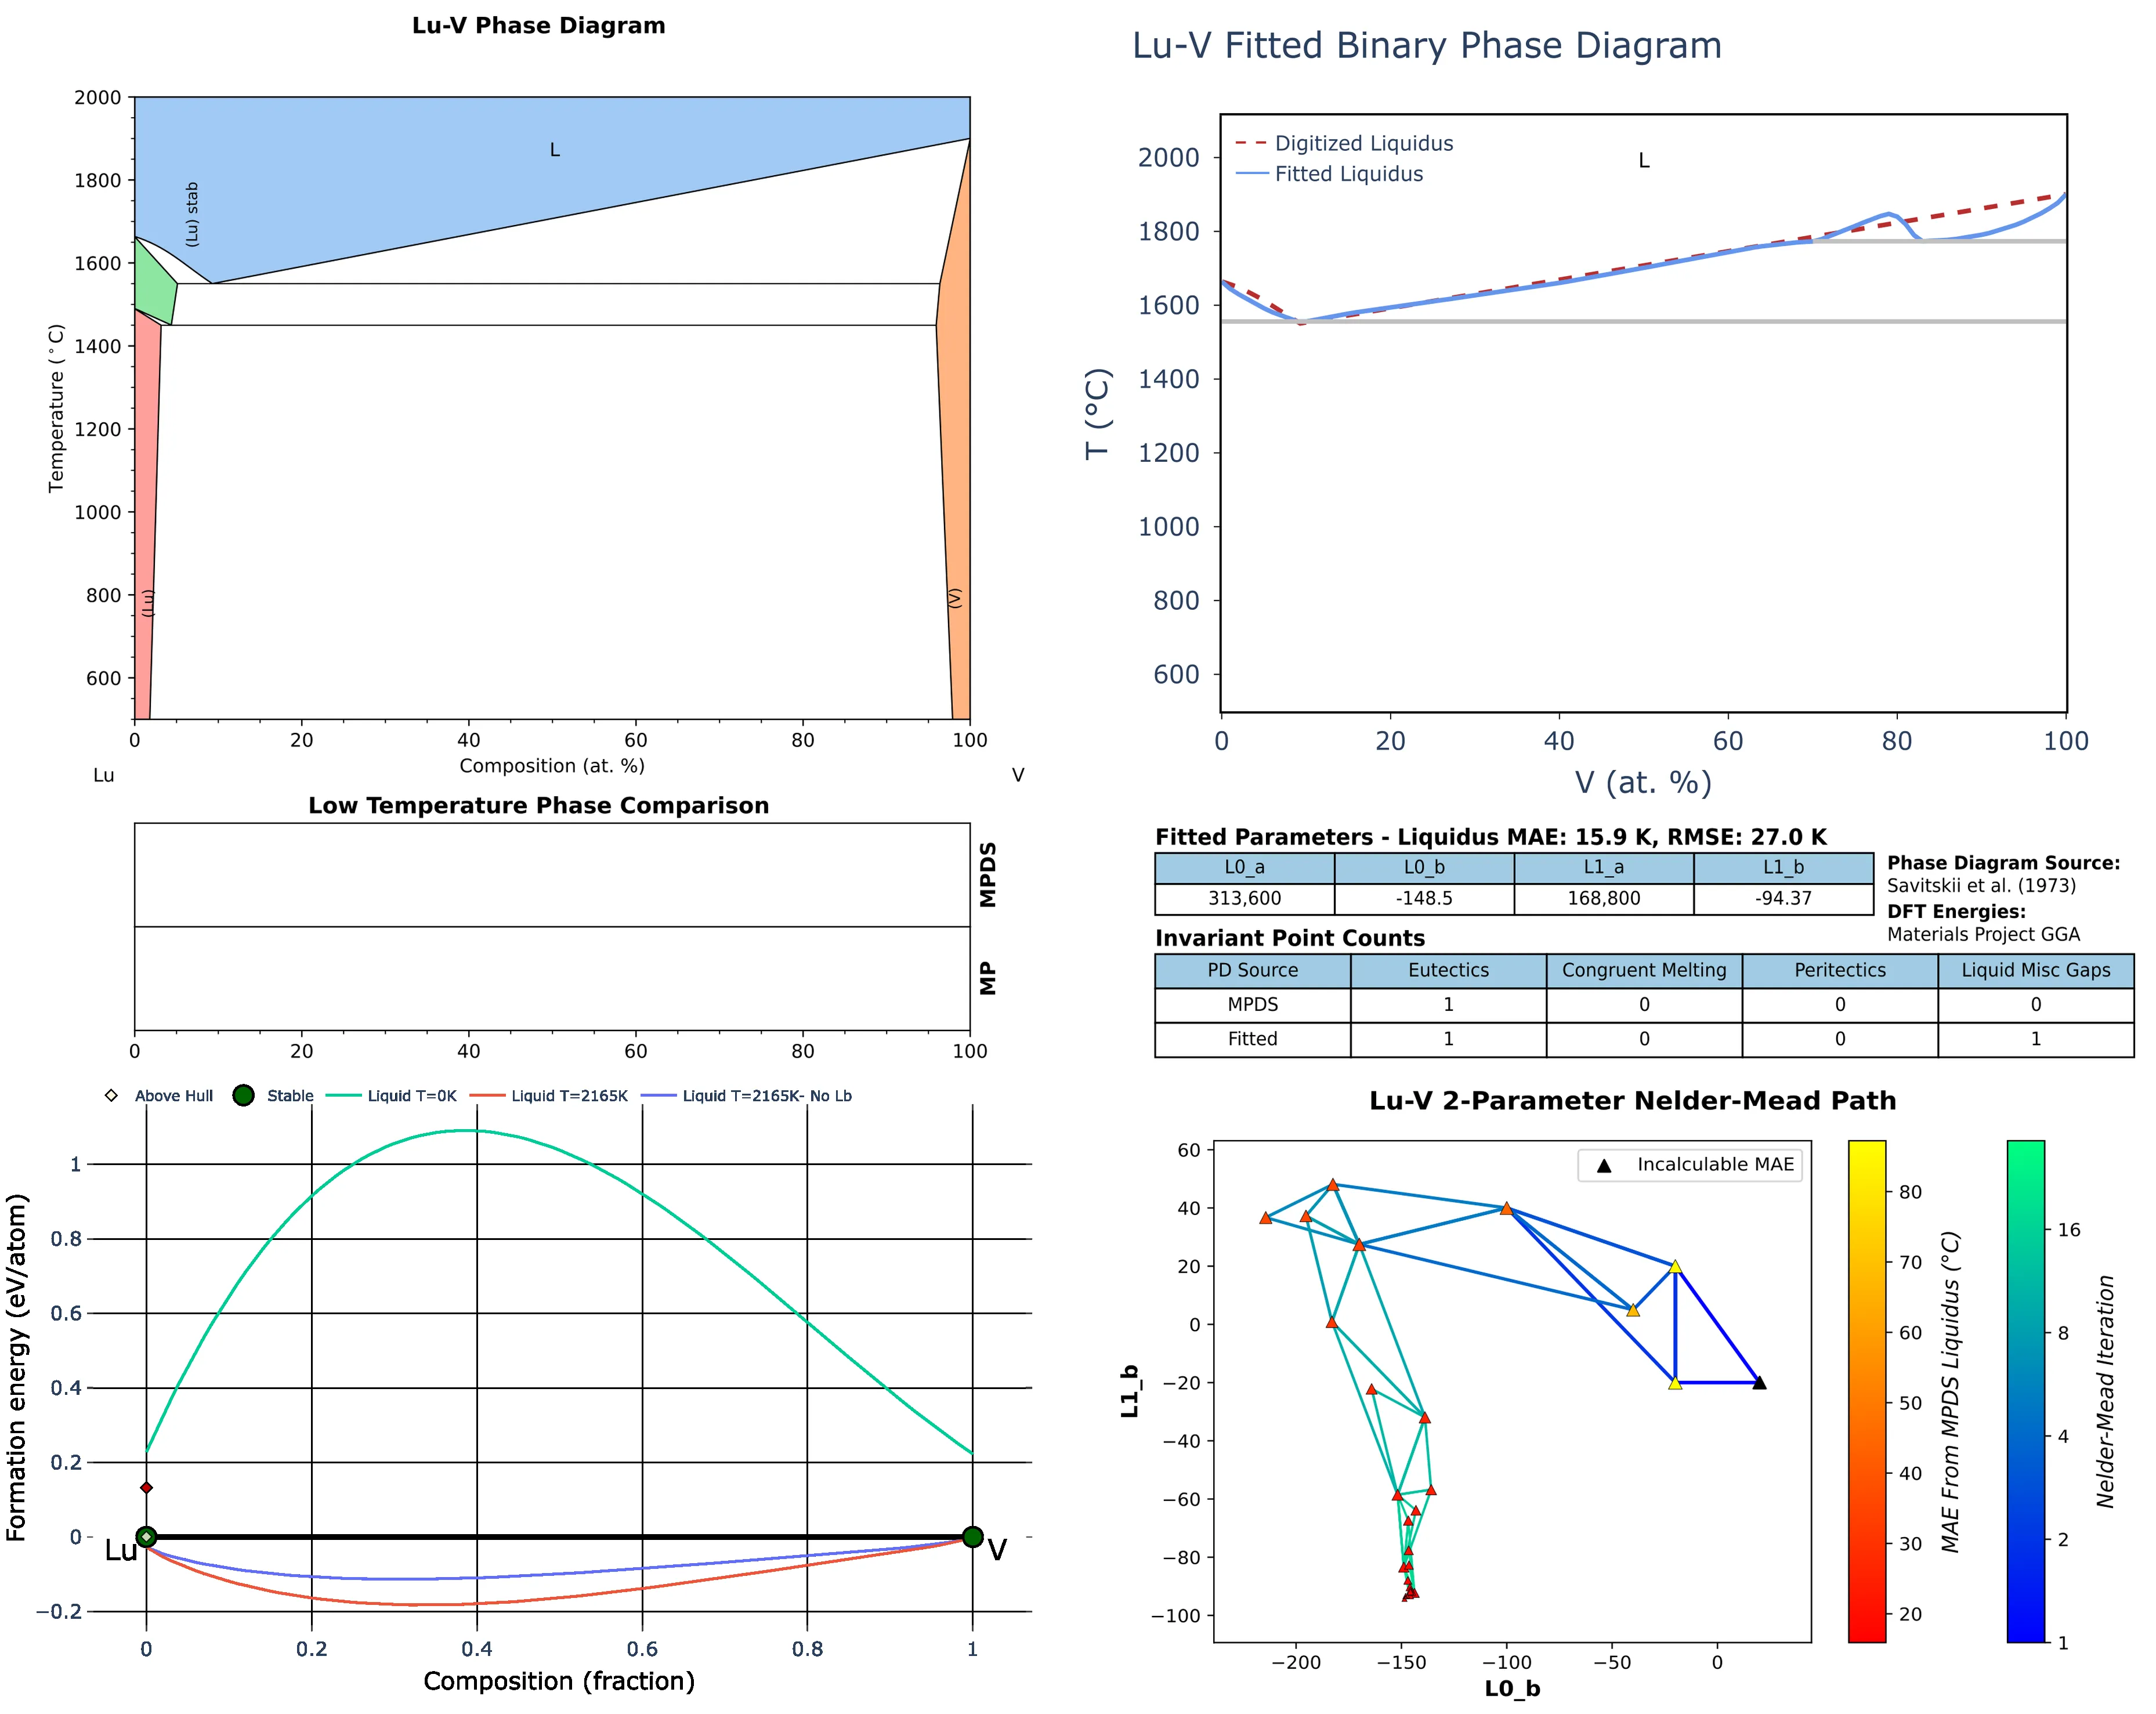 Lu-V Phase Diagram
2000
1800
1600
1400
1200
1000
800
600
Temperature (°C)
L
(Lu) stab
(Lu)
(V)
0 20 40 60 80 100
Composition (at. %)
Lu V
Lu-V Fitted Binary Phase Diagram
Digitized Liquidus
Fitted Liquidus
L
2000
1800
1600
1400
1200
1000
800
600
T (°C)
0 20 40 60 80 100
V (at. %)
Low Temperature Phase Comparison
MPDS
MP
0 20 40 60 80 100
Fitted Parameters - Liquidus MAE: 15.9 K, RMSE: 27.0 K
L0_a L0_b L1_a L1_b
313,600 -148.5 168,800 -94.37
Phase Diagram Source:
Savitskii et al. (1973)
DFT Energies:
Materials Project GGA
Invariant Point Counts
PD Source Eutectics Congruent Melting Peritectics Liquid Misc Gaps
MPDS 1 0 0 0
Fitted 1 0 0 1
Above Hull Stable Liquid T=0K Liquid T=2165K Liquid T=2165K- No Lb
1
0.8
0.6
0.4
0.2
0
−0.2
Formation energy (eV/atom)
Lu V
0 0.2 0.4 0.6 0.8 1
Composition (fraction)
Lu-V 2-Parameter Nelder-Mead Path
Incalculable MAE
60
40
20
0
−20
−40
−60
−80
−100
L1_b
−200 −150 −100 −50 0
L0_b
80
70
60
50
40
30
20
MAE From MPDS Liquidus (°C)
16
8
4
2
1
Nelder-Mead Iteration